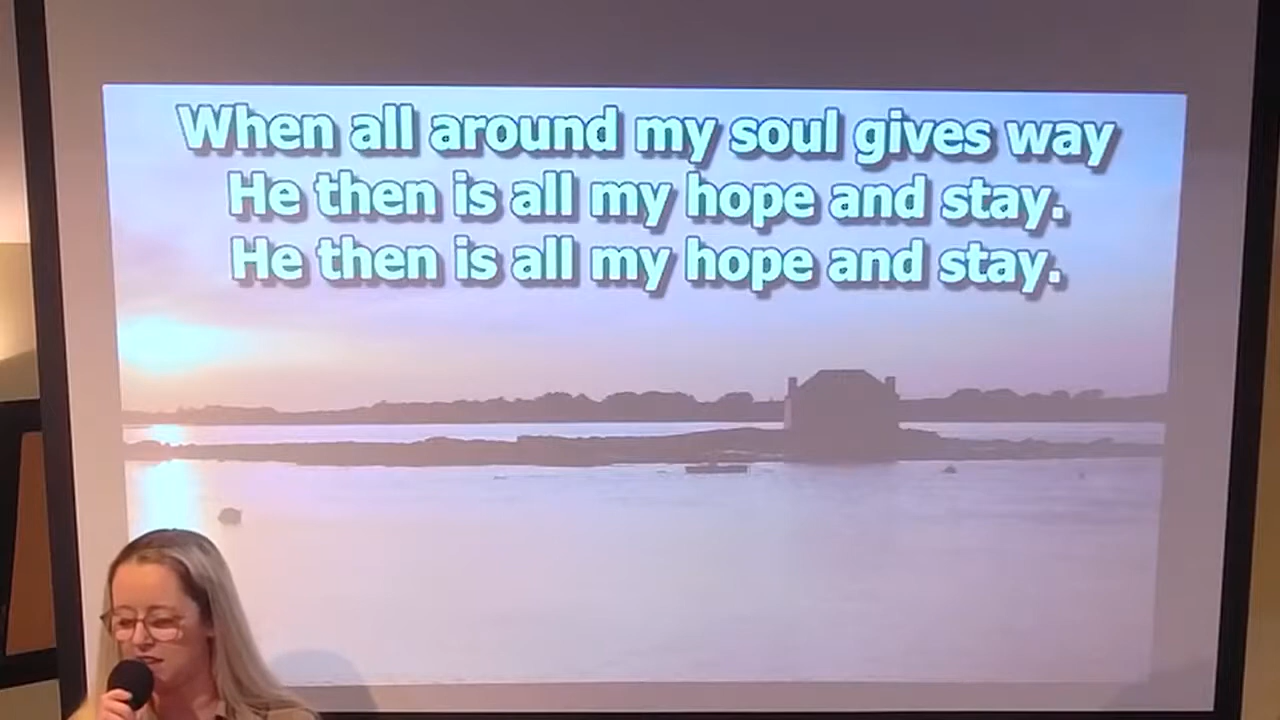 When all around my soul gives way
He then is all my hope and stay.
He then is all my hope and stay.